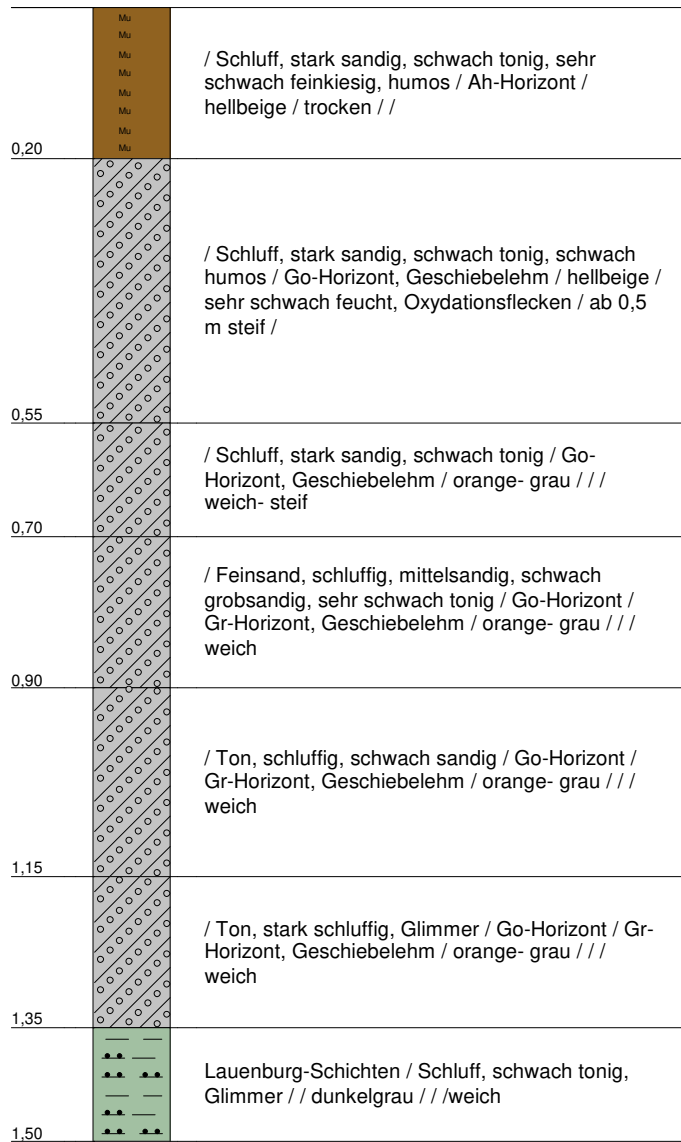 Mu
Mu
Mu
Mu
Mu
Mu
Mu
Mu
/ Schluff, stark sandig, schwach tonig, sehr
schwach feinkiesig, humos / Ah-Horizont /
hellbeige / trocken / /
0,20
/ Schluff, stark sandig, schwach tonig, schwach
humos / Go-Horizont, Geschiebelehm / hellbeige /
sehr schwach feucht, Oxydationsflecken / ab 0,5
m steif /
0,55
/ Schluff, stark sandig, schwach tonig / Go-
Horizont, Geschiebelehm / orange- grau / / /
weich- steif
0,70
/ Feinsand, schluffig, mittelsandig, schwach
grobsandig, sehr schwach tonig / Go-Horizont /
Gr-Horizont, Geschiebelehm / orange- grau / / /
weich
0,90
/ Ton, schluffig, schwach sandig / Go-Horizont /
Gr-Horizont, Geschiebelehm / orange- grau / / /
weich
1,15
/ Ton, stark schluffig, Glimmer / Go-Horizont / Gr-
Horizont, Geschiebelehm / orange- grau / / /
weich
1,35
Lauenburg-Schichten / Schluff, schwach tonig,
Glimmer / / dunkelgrau / / /weich
1,50